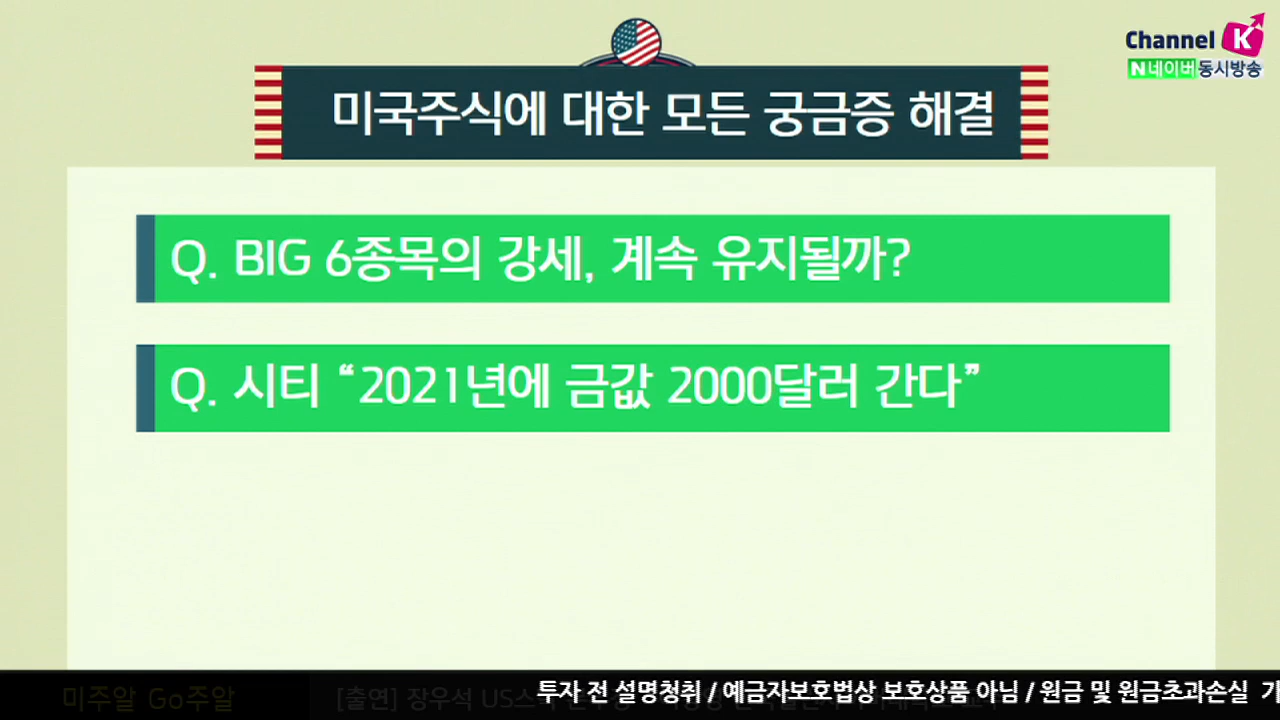 Channel K
N네이버 동시방송
미국주식에 대한 모든 궁금증 해결
Q. BIG 6종목의 강세, 계속 유지될까?
Q. 시티 “2021년에 금값 2000달러 간다”
미주알 Go주알
[출연] 장우석 US스
투자 전 설명청취 / 예금자보호법상 보호상품 아님 / 원금 및 원금초과손실